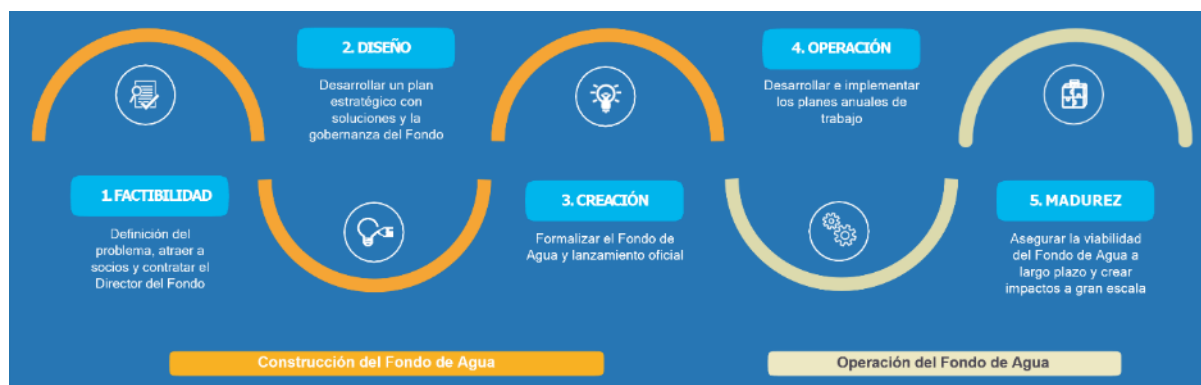 1. FACTIBILIDAD
Definición del
problema, atraer a
socios y contratar el
Director del Fondo
2. DISEÑO
Desarrollar un plan
estratégico con
soluciones y la
gobernanza del Fondo
3. CREACIÓN
Formalizar el Fondo de
Agua y lanzamiento oficial
4. OPERACIÓN
Desarrollar e implementar
los planes anuales de
trabajo
5. MADUREZ
Asegurar la viabilidad
del Fondo de Agua a
largo plazo y crear
impactos a gran escala
Construcción del Fondo de Agua
Operación del Fondo de Agua